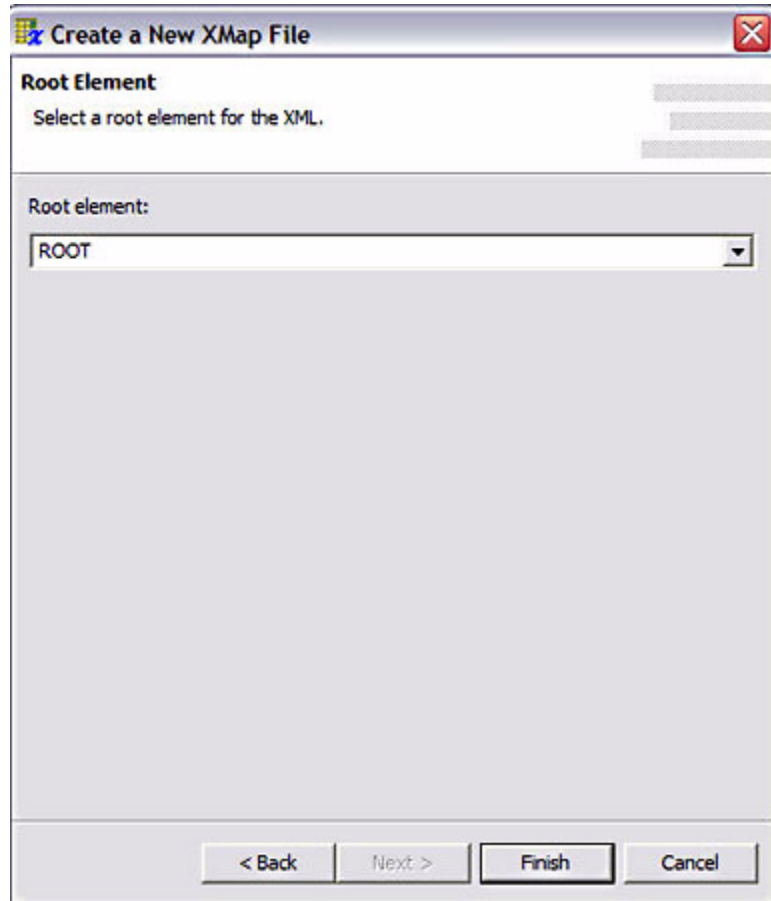 Create a New XMap File
Root Element
Select a root element for the XML.
Root element:
ROOT
< Back Next > Finish Cancel